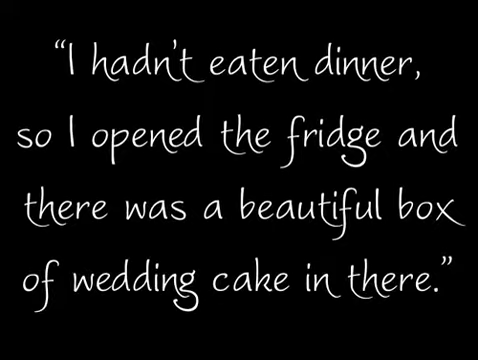 “I hadn’t eaten dinner,
so I opened the fridge and
there was a beautiful box
of wedding cake in there.”